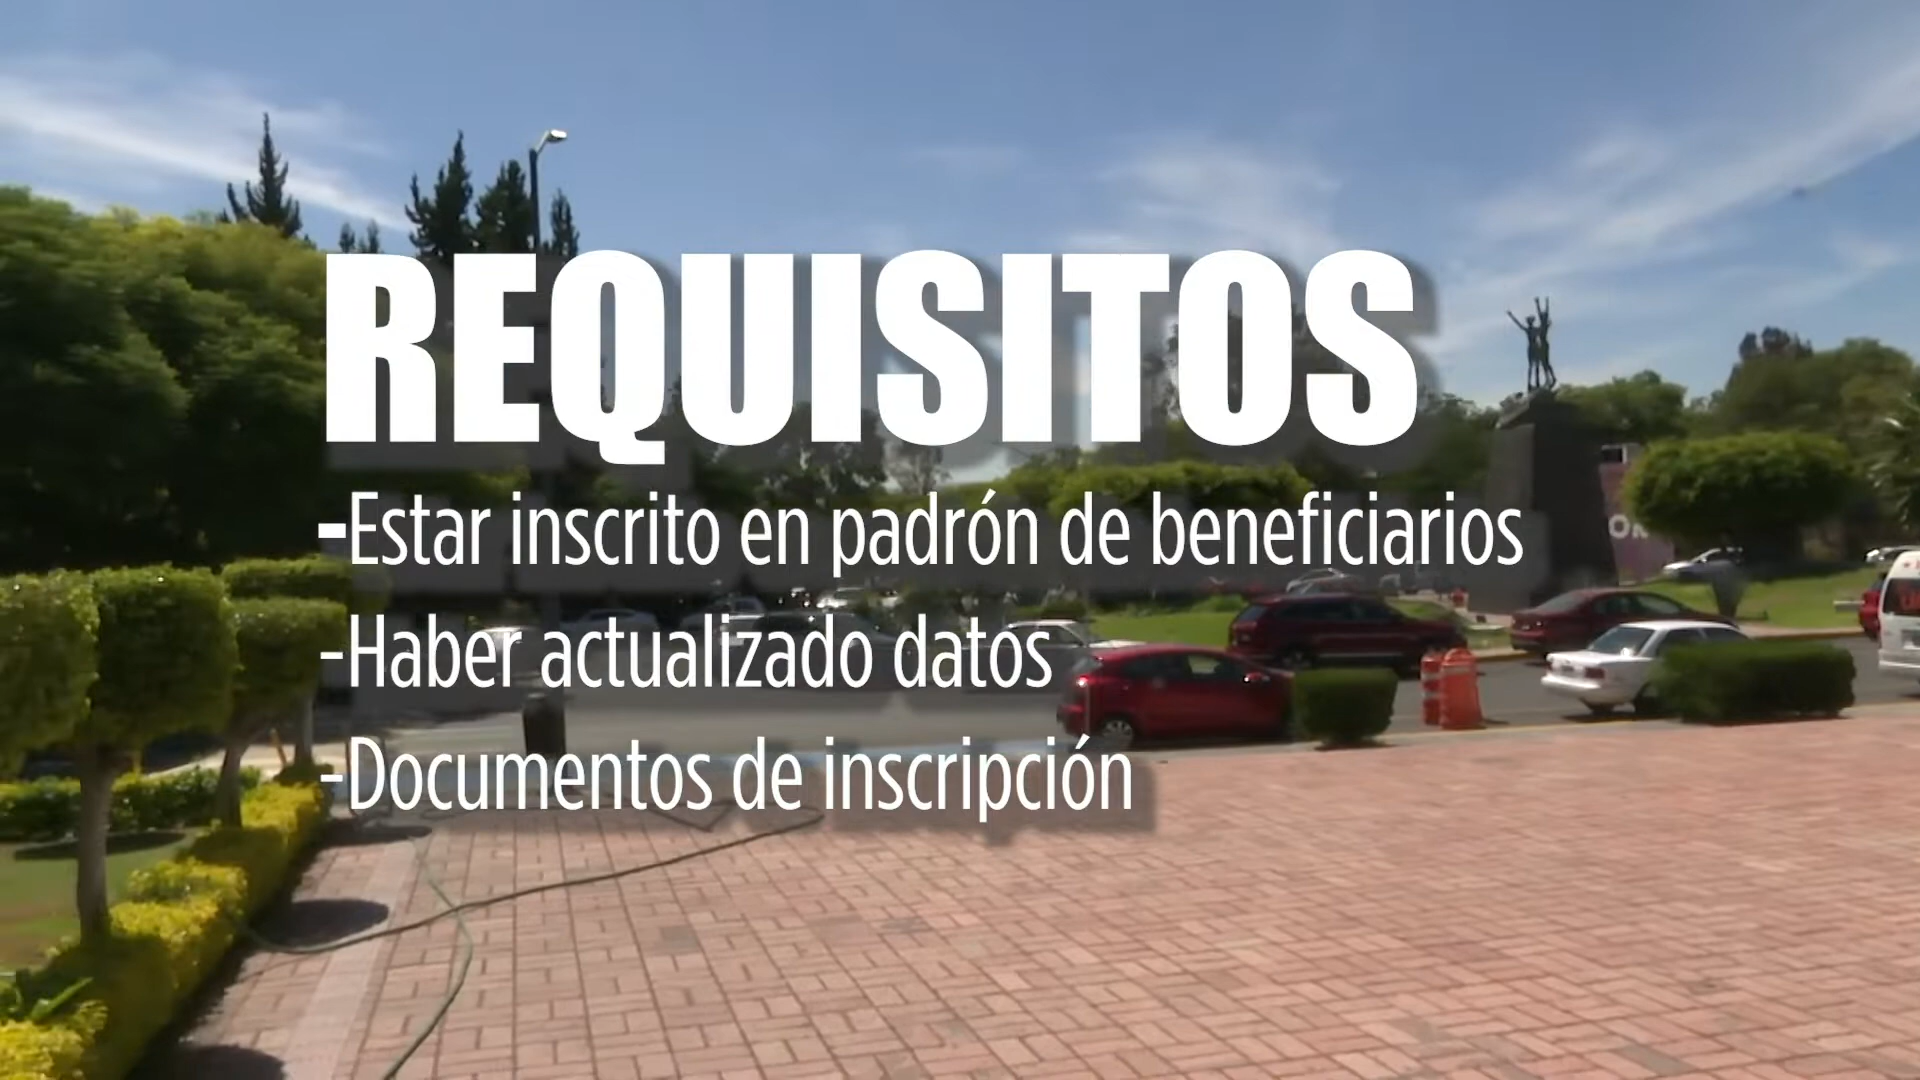 REQUISITOS
-Estar inscrito en padrón de beneficiarios
-Haber actualizado datos
-Documentos de inscripción